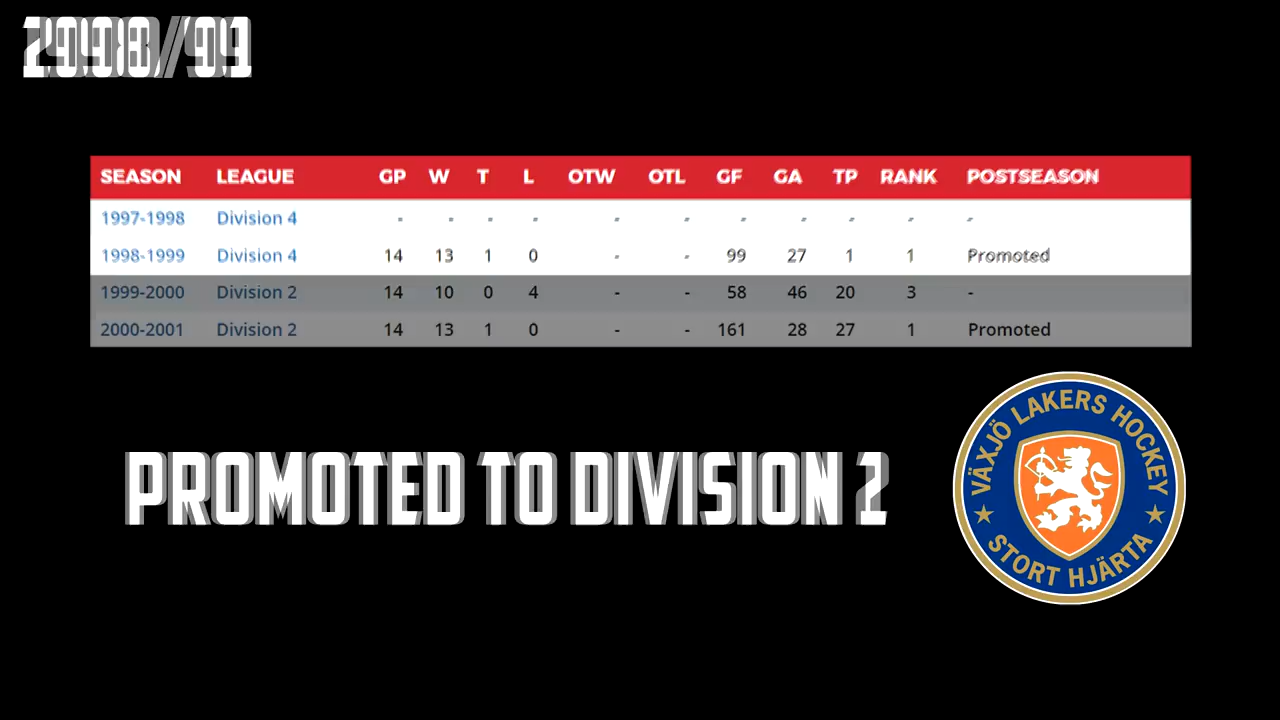 SEASON LEAGUE GP W T L OTW OTL GF GA TP RANK POSTSEASON
1997-1998 Division 4 - - - - - - - - - - -
1998-1999 Division 4 14 13 1 0 - - 99 27 1 1 Promoted
1999-2000 Division 2 14 10 0 4 - - 58 46 20 3 -
2000-2001 Division 2 14 13 1 0 - - 161 28 27 1 Promoted
PROMOTED TO DIVISION
VÄXJÖ LAKERS HOCKEY
STORT HJÄRTA